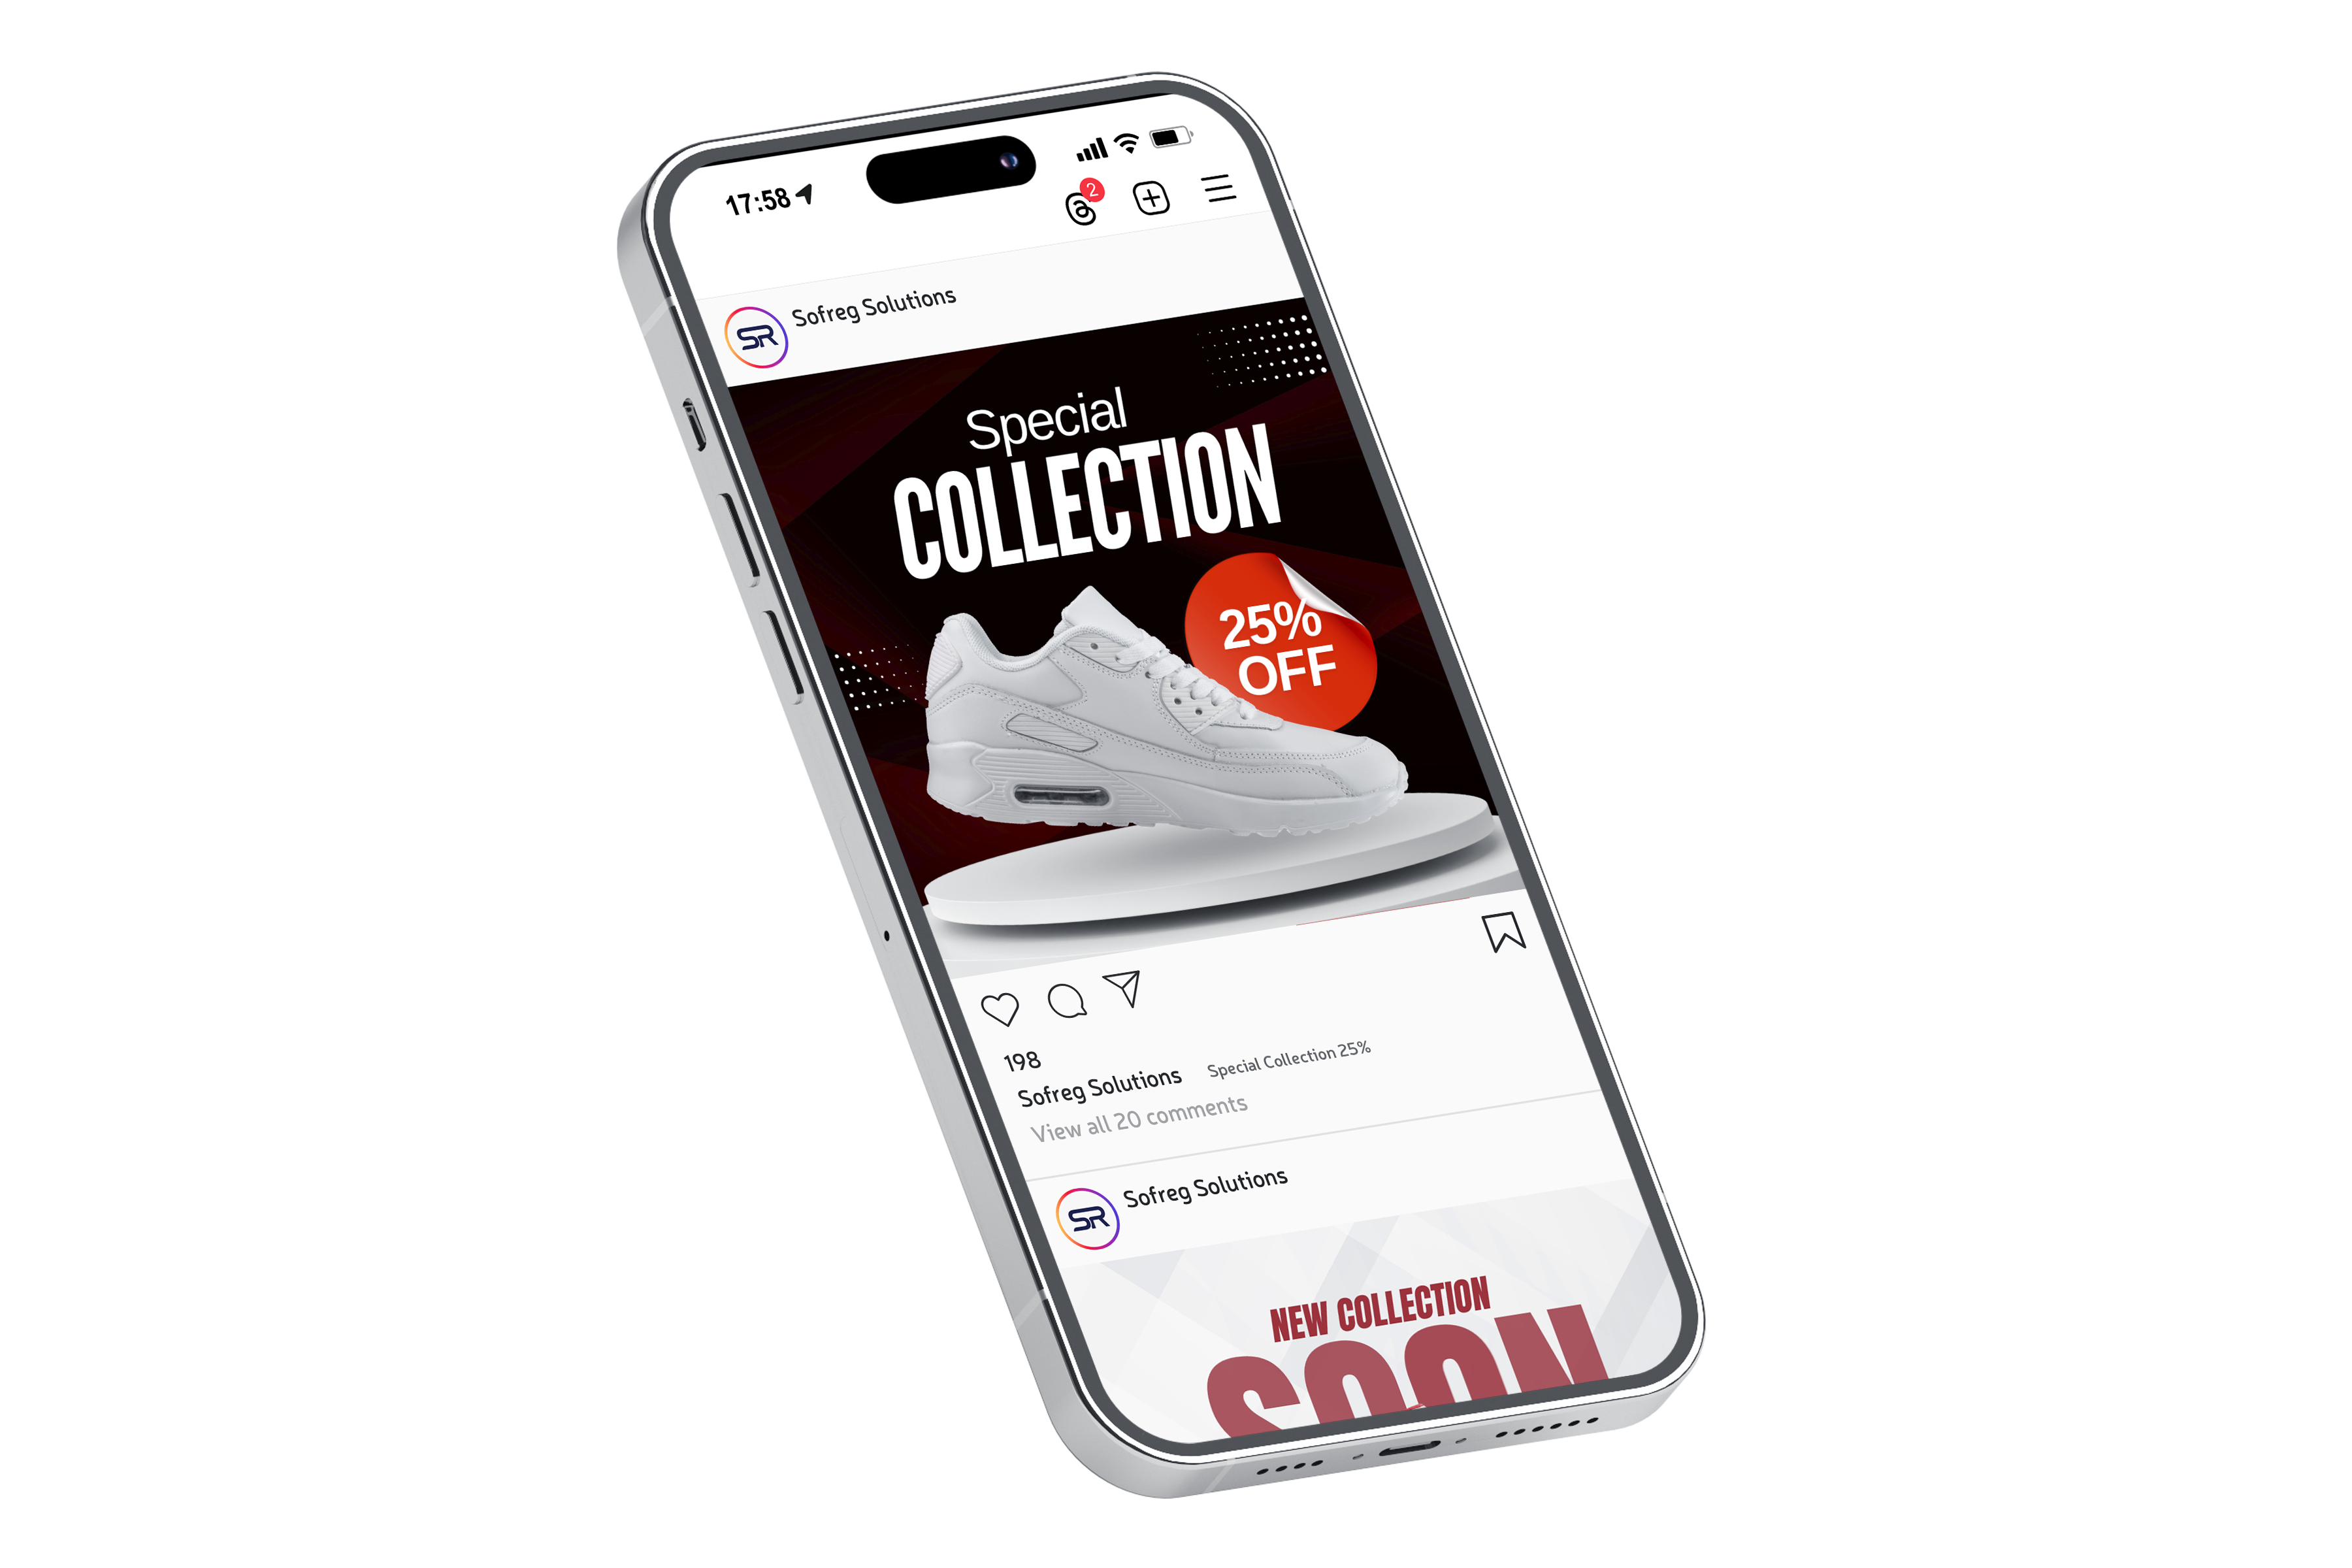 17:58
2
SR
Sofreg Solutions
Special
COLLECTION
25%
OFF
198
Sofreg Solutions Special Collection 25%
View all 20 comments
SR
Sofreg Solutions
NEW COLLECTION
SOON